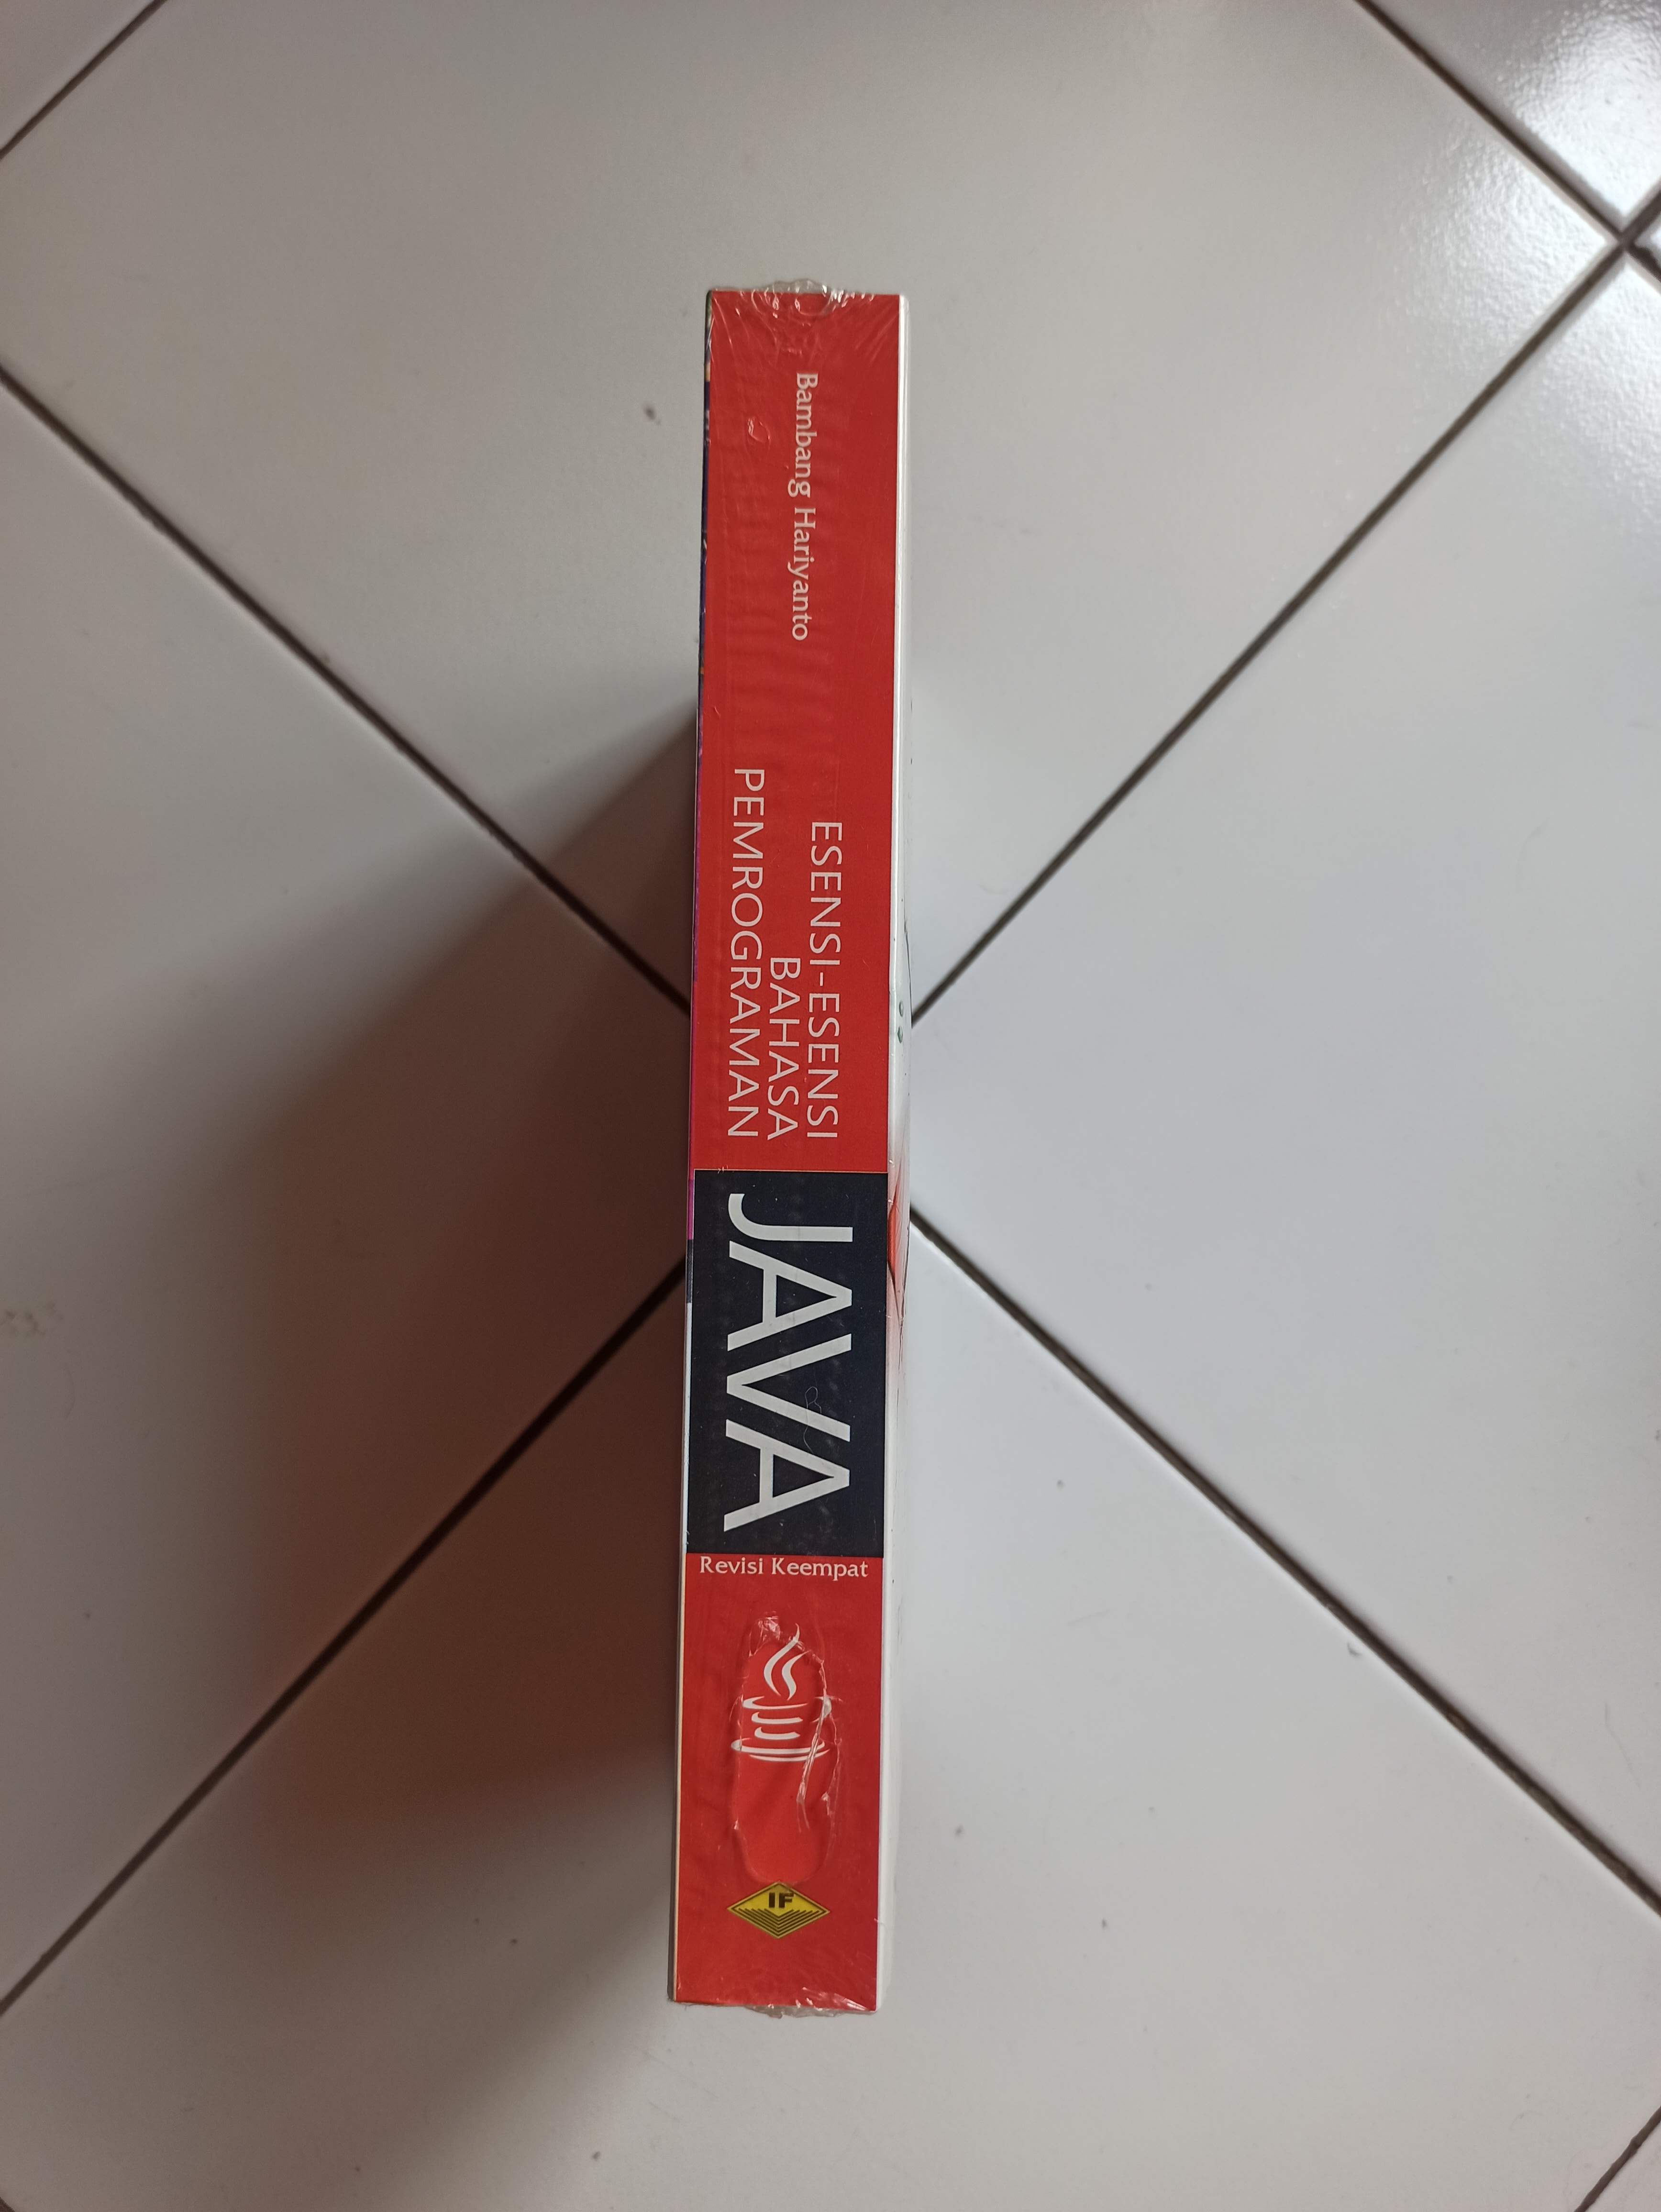 Bambang Hariyanto
ESENSI-ESENSI
BAHASA
PEMROGRAMAN
JAVA
Revisi Keempat
IF